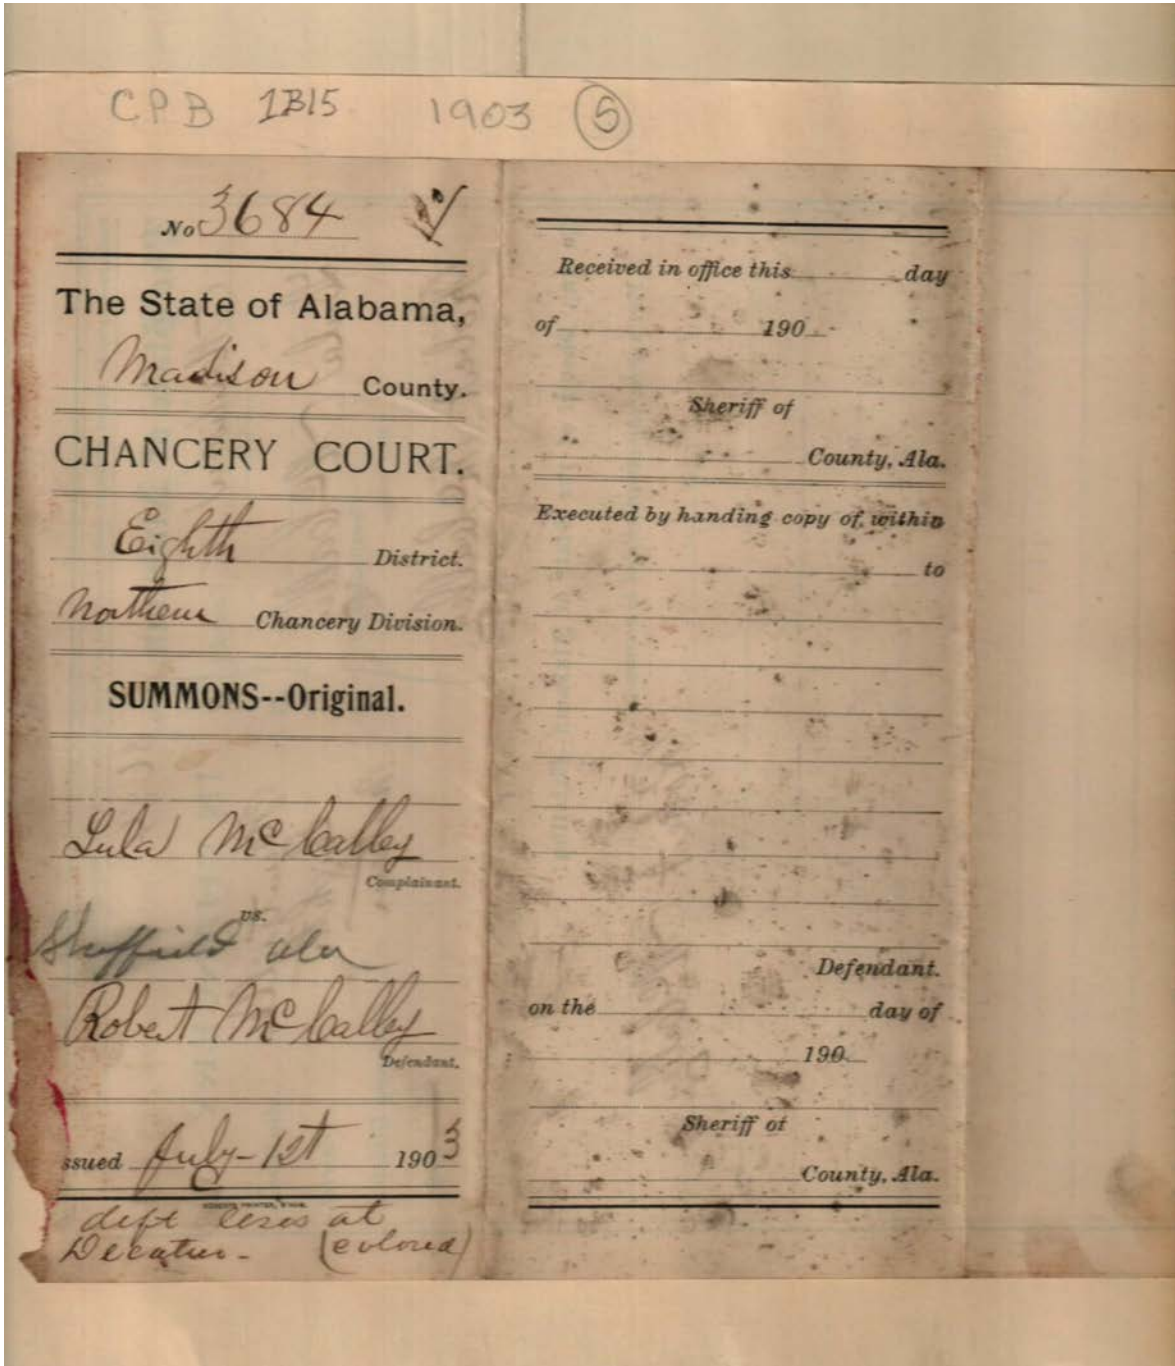 CPB 1B15 1903 5
No 3684
The State of Alabama,
Madison County.
CHANCERY COURT.
Eighth District.
Northern Chancery Division.
SUMMONS--Original.
Lula McCalley
Complainant.
vs.
Sheffield ala
Robert McCalley
Defendant.
ssued July-1st 1903
deft lives at
Decatur- (colored)
Received in office this day
of 190
Sheriff of
County, Ala.
Executed by handing copy of within
to
Defendant.
on the day of
190
Sheriff of
County, Ala.